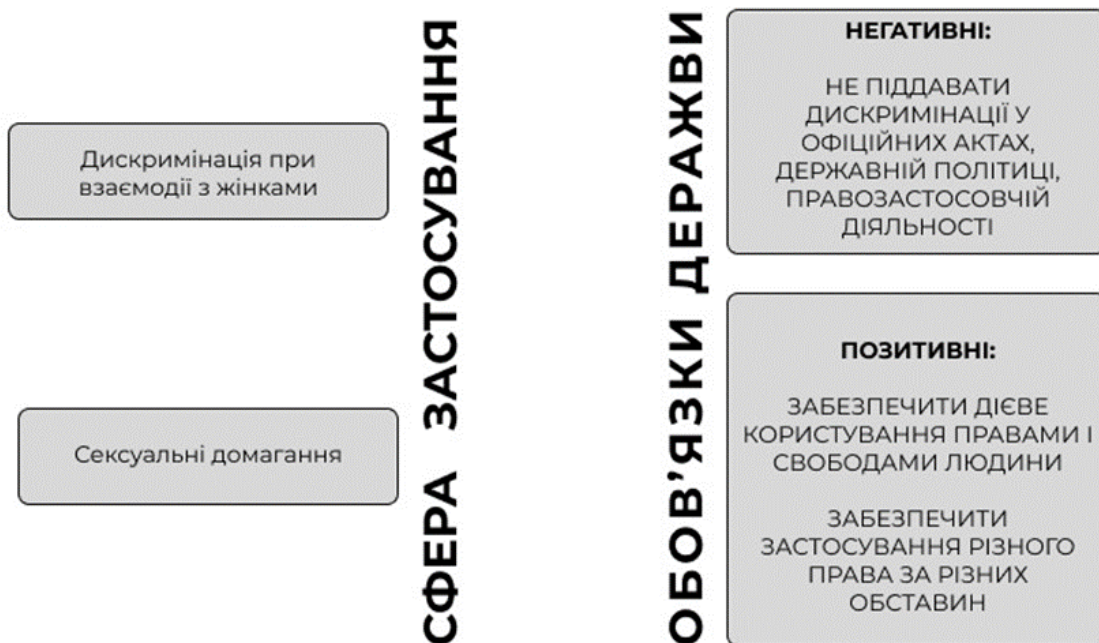 Дискримінація при
взаємодії з жінками
Сексуальні домагання
СФЕРА ЗАСТОСУВАННЯ
ОБОВ’ЯЗКИ ДЕРАЖВИ
НЕГАТИВНІ:
НЕ ПІДДАВАТИ
ДИСКРИМІНАЦІЇ У
ОФІЦІЙНИХ АКТАХ,
ДЕРЖАВНІЙ ПОЛІТИЦІ,
ПРАВОЗАСТОСОВЧІЙ
ДІЯЛЬНОСТІ
ПОЗИТИВНІ:
ЗАБЕЗПЕЧИТИ ДІЄВЕ
КОРИСТУВАННЯ ПРАВАМИ І
СВОБОДАМИ ЛЮДИНИ
ЗАБЕЗПЕЧИТИ
ЗАСТОСУВАННЯ РІЗНОГО
ПРАВА ЗА РІЗНИХ
ОБСТАВИН